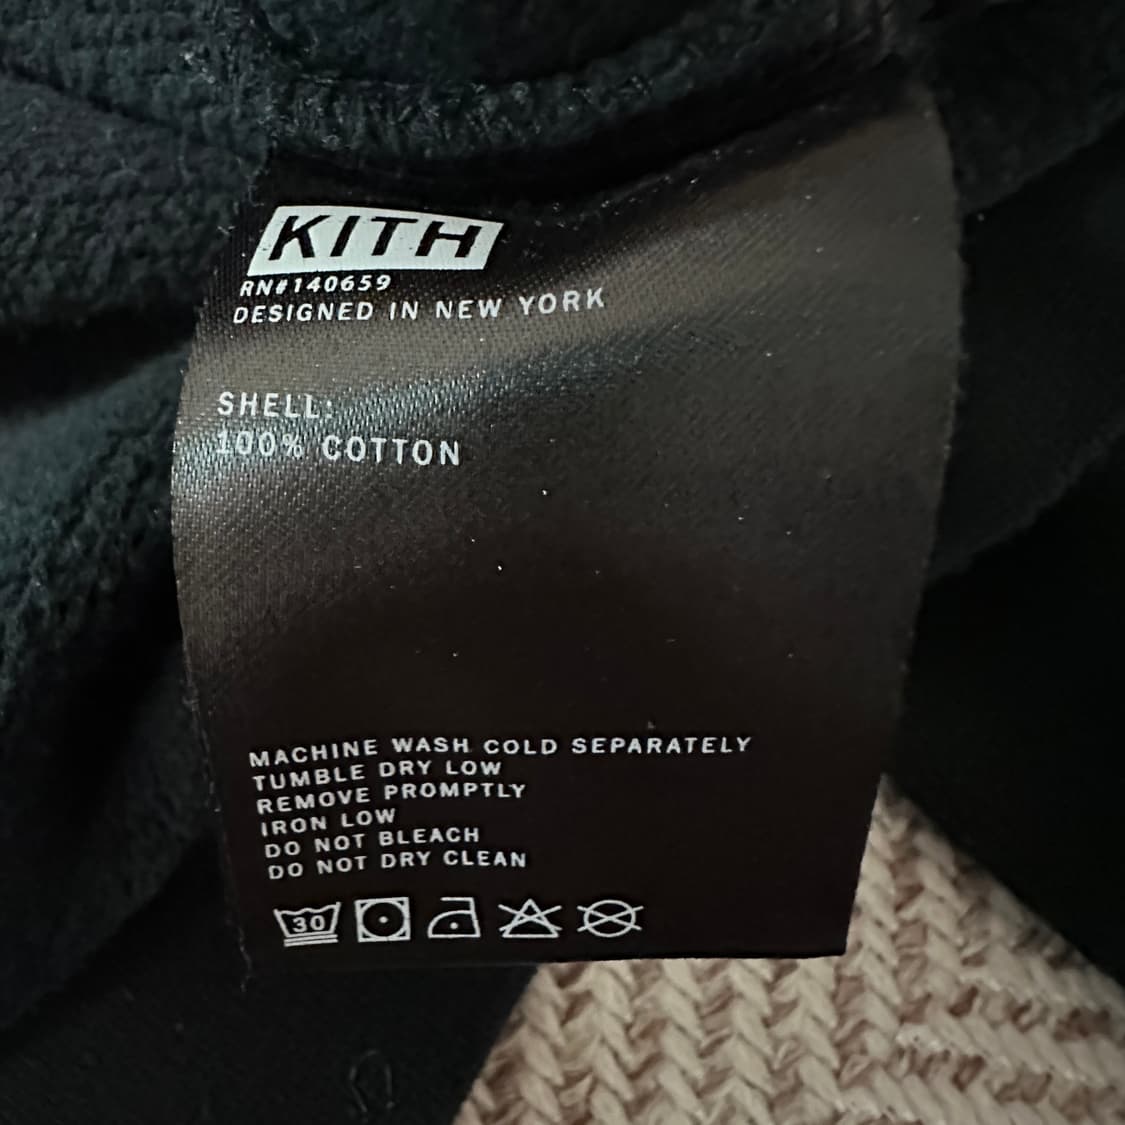 KITH
RN#140659
DESIGNED IN NEW YORK
SHELL:
100% COTTON
MACHINE WASH COLD SEPARATELY
TUMBLE DRY LOW
REMOVE PROMPTLY
IRON LOW
DO NOT BLEACH
DO NOT DRY CLEAN
30